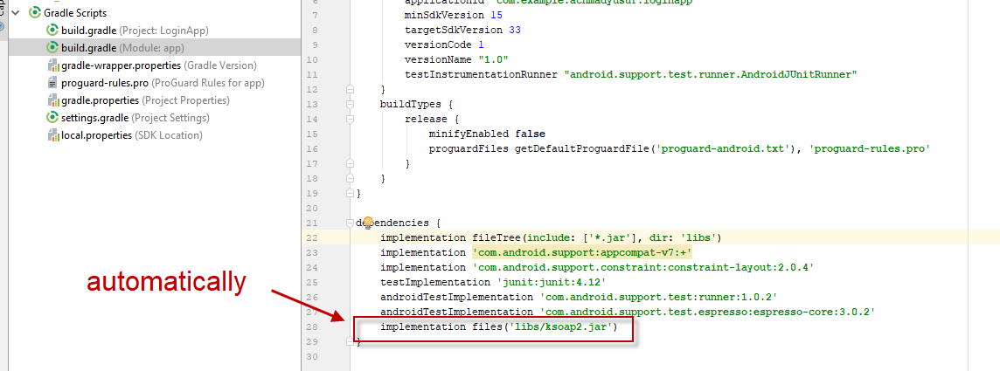 Cap
Gradle Scripts
build.gradle (Project: LoginApp)
build.gradle (Module: app)
gradle-wrapper.properties (Gradle Version)
proguard-rules.pro (ProGuard Rules for app)
gradle.properties (Project Properties)
settings.gradle (Project Settings)
local.properties (SDK Location)
6 applicationId "com.example.achmadyusuf.loginapp"
7 minSdkVersion 15
8 targetSdkVersion 33
9 versionCode 1
10 versionName "1.0"
11 testInstrumentationRunner "android.support.test.runner.AndroidJUnitRunner"
12 }
13 buildTypes {
14 release {
15 minifyEnabled false
16 proguardFiles getDefaultProguardFile('proguard-android.txt'), 'proguard-rules.pro'
17 }
18 }
19 }
20
21 dependencies {
22 implementation fileTree(include: ['*.jar'], dir: 'libs')
23 implementation 'com.android.support:appcompat-v7:+'
24 implementation 'com.android.support.constraint:constraint-layout:2.0.4'
25 testImplementation 'junit:junit:4.12'
26 androidTestImplementation 'com.android.support.test:runner:1.0.2'
27 androidTestImplementation 'com.android.support.test.espresso:espresso-core:3.0.2'
28 implementation files('libs/ksoap2.jar')
29 }
30
automatically